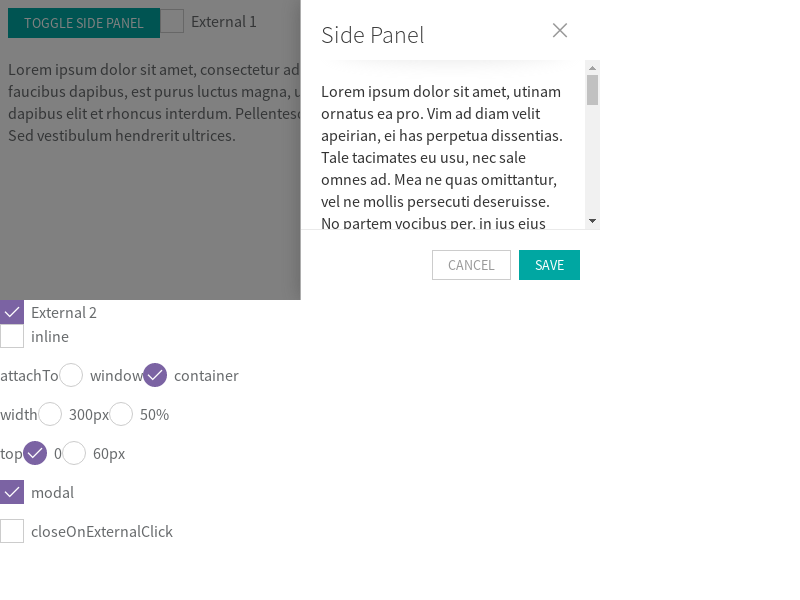 TOGGLE SIDE PANEL External 1
Lorem ipsum dolor sit amet, consectetur ad
faucibus dapibus, est purus luctus magna, u
dapibus elit et rhoncus interdum. Pellentesc
Sed vestibulum hendrerit ultrices.
Side Panel
Lorem ipsum dolor sit amet, utinam
ornatus ea pro. Vim ad diam velit
apeirian, ei has perpetua dissentias.
Tale tacimates eu usu, nec sale
omnes ad. Mea ne quas omittantur,
vel ne mollis persecuti deseruisse.
No partem vocibus per, in ius eius
CANCEL SAVE
External 2
inline
attachTo window container
width 300px 50%
top 0 60px
modal
closeOnExternalClick